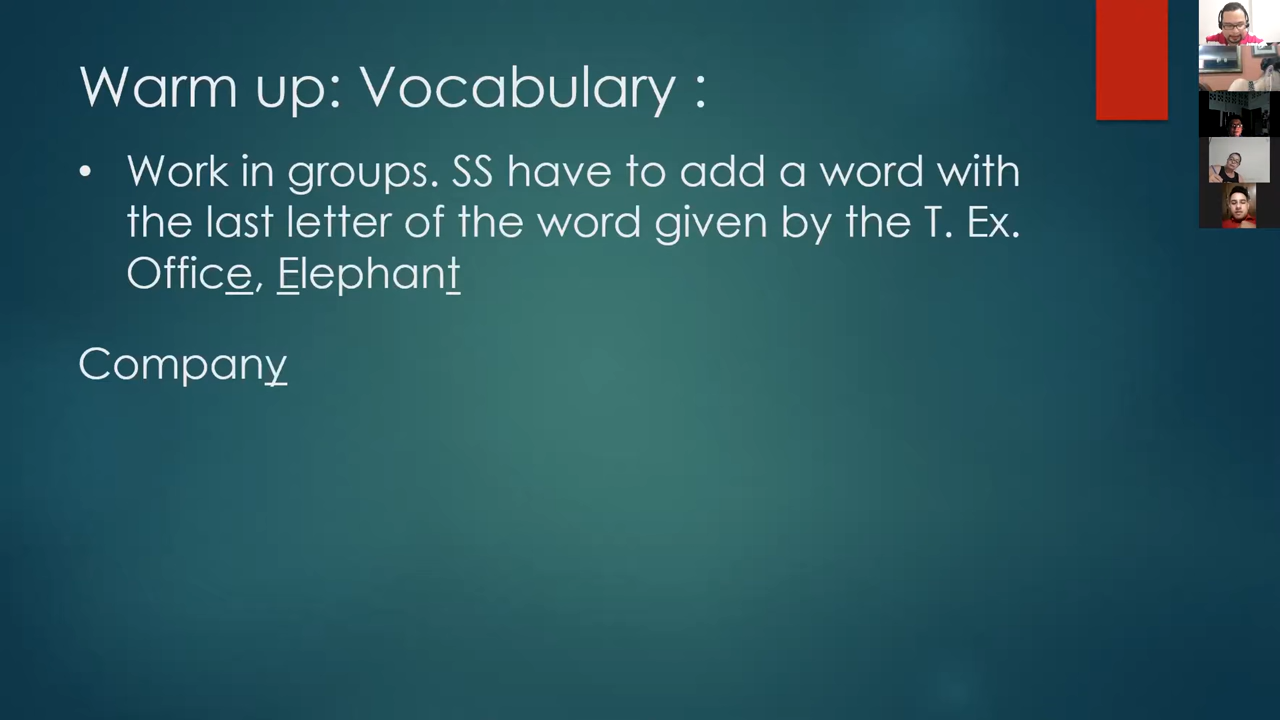 Warm up: Vocabulary :
• Work in groups. SS have to add a word with
the last letter of the word given by the T. Ex.
Office, Elephant
Company